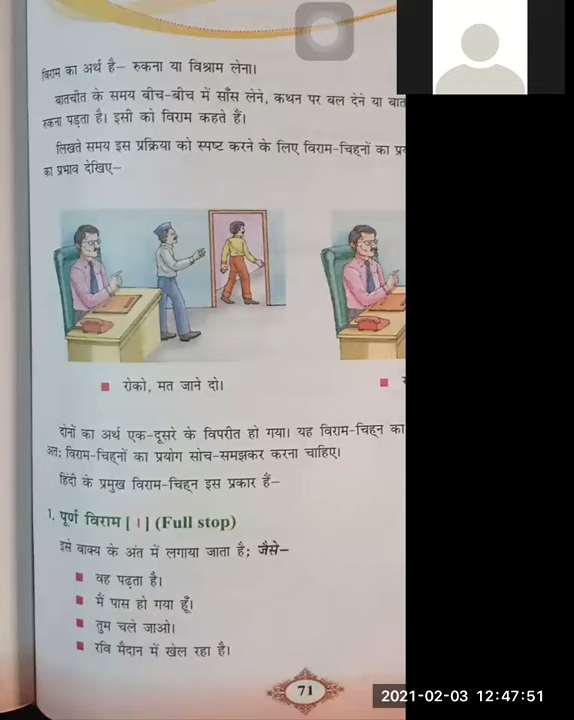 विराम का अर्थ है– रुकना या विश्राम लेना।
बातचीत के समय बीच-बीच में साँस लेने, कथन पर बल देने या बात
रुकना पड़ता है। इसी को विराम कहते हैं।
लिखते समय इस प्रक्रिया को स्पष्ट करने के लिए विराम-चिह्नों का
का प्रभाव देखिए–
रोको, मत जाने दो।
दोनों का अर्थ एक-दूसरे के विपरीत हो गया। यह विराम-चिह्न का
अतः विराम-चिह्नों का प्रयोग सोच-समझकर करना चाहिए।
हिंदी के प्रमुख विराम-चिह्न इस प्रकार हैं–
1. पूर्ण विराम [ । ] (Full stop)
इसे वाक्य के अंत में लगाया जाता है; जैसे–
वह पढ़ता है।
मैं पास हो गया हूँ।
तुम चले जाओ।
रवि मैदान में खेल रहा है।
71
2021-02-03 12:47:51